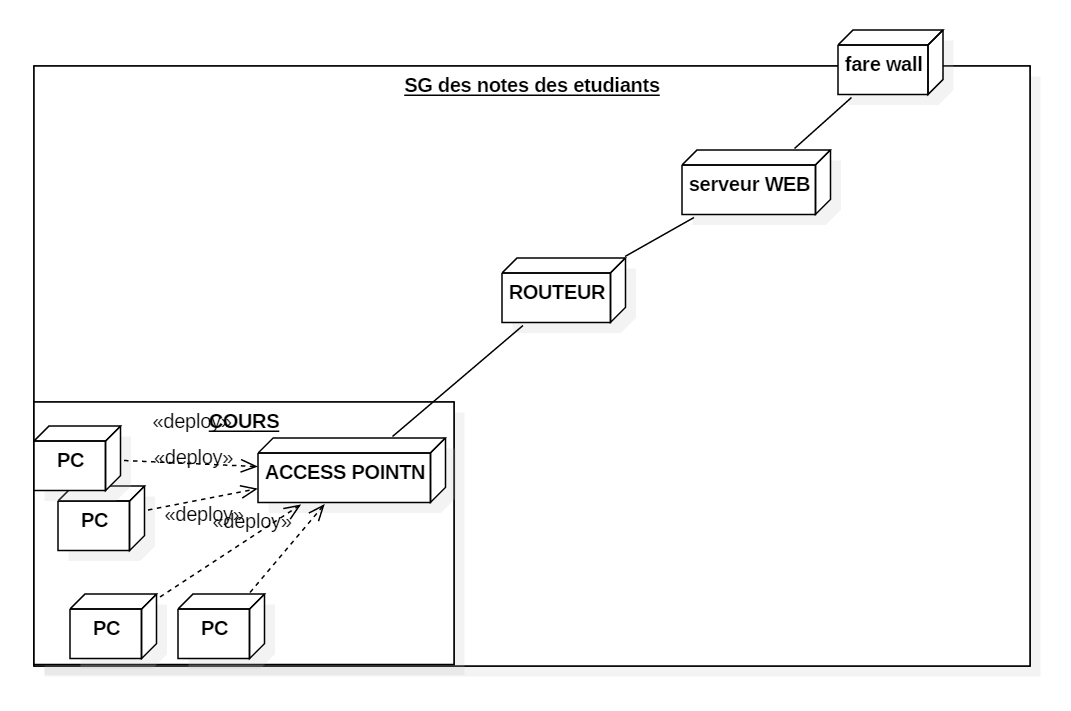 fare wall
SG des notes des etudiants
serveur WEB
ROUTEUR
«deploy»
COURS
PC
«deploy»
ACCESS POINTN
PC
«deploy»
«deploy»
PC
PC